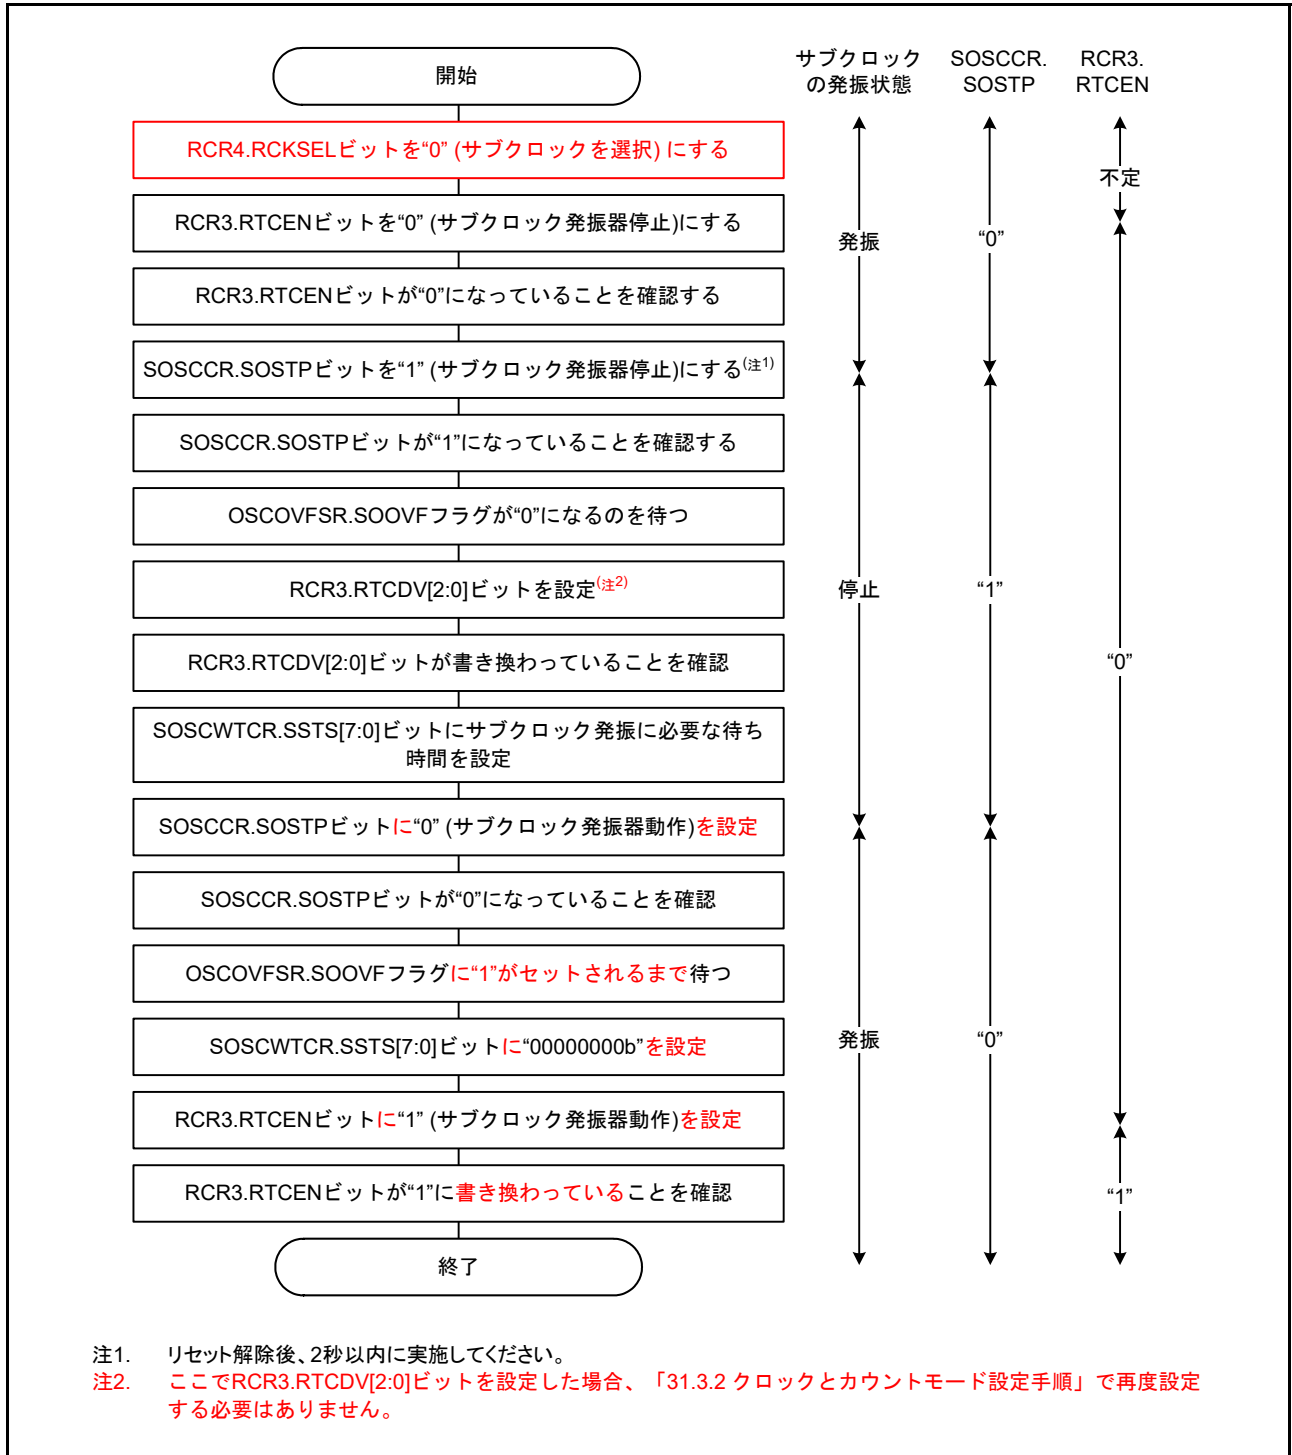 開始
サブクロック
の発振状態
SOSCCR.
SOSTP
RCR3.
RTCEN
RCR4.RCKSELビットを“0” (サブクロックを選択) にする
RCR3.RTCENビットを“0” (サブクロック発振器停止)にする
RCR3.RTCENビットが“0”になっていることを確認する
SOSCCR.SOSTPビットを“1” (サブクロック発振器停止)にする(注1)
SOSCCR.SOSTPビットが“1”になっていることを確認する
OSCOVFSR.SOOVFフラグが“0”になるのを待つ
RCR3.RTCDV[2:0]ビットを設定(注2)
RCR3.RTCDV[2:0]ビットが書き換わっていることを確認
SOSCWTCR.SSTS[7:0]ビットにサブクロック発振に必要な待ち
時間を設定
SOSCCR.SOSTPビットに“0” (サブクロック発振器動作)を設定
SOSCCR.SOSTPビットが“0”になっていることを確認
OSCOVFSR.SOOVFフラグに“1”がセットされるまで待つ
SOSCWTCR.SSTS[7:0]ビットに“00000000b”を設定
RCR3.RTCENビットに“1” (サブクロック発振器動作)を設定
RCR3.RTCENビットが“1”に書き換わっていることを確認
終了
発振
停止
発振
“0”
“1”
“0”
不定
“0”
“1”
注1. リセット解除後、2秒以内に実施してください。
注2. ここでRCR3.RTCDV[2:0]ビットを設定した場合、「31.3.2 クロックとカウントモード設定手順」で再度設定
する必要はありません。